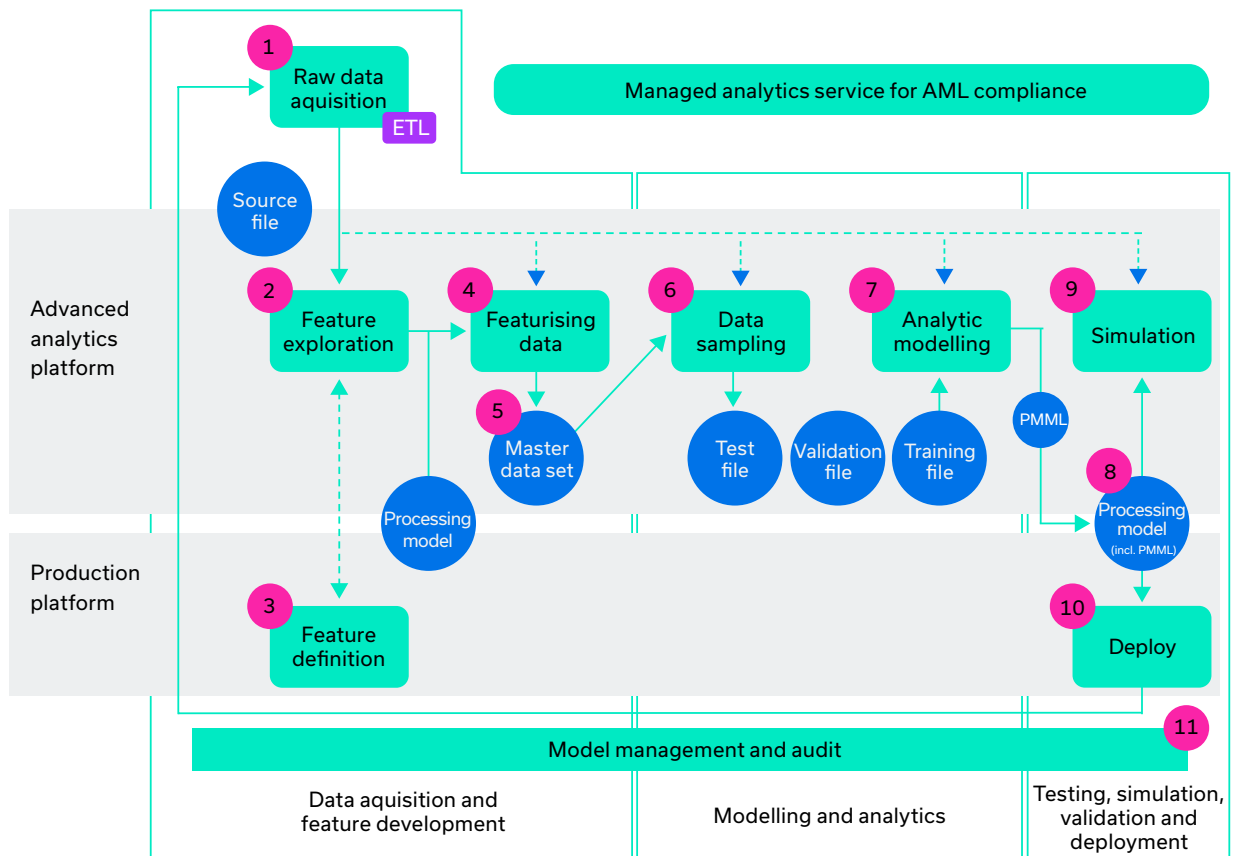 1
Raw data
aquisition
ETL
Managed analytics service for AML compliance
Source
file
Advanced
analytics
platform
2
Feature
exploration
4
Featurising
data
6
Data
sampling
7
Analytic
modelling
9
Simulation
5
Master
data set
Test
file
Validation
file
Training
file
PMML
Processing
model
8
Processing
model
(incl. PMML)
Production
platform
3
Feature
definition
10
Deploy
11
Model management and audit
Data aquisition and
feature development
Modelling and analytics
Testing, simulation,
validation and
deployment